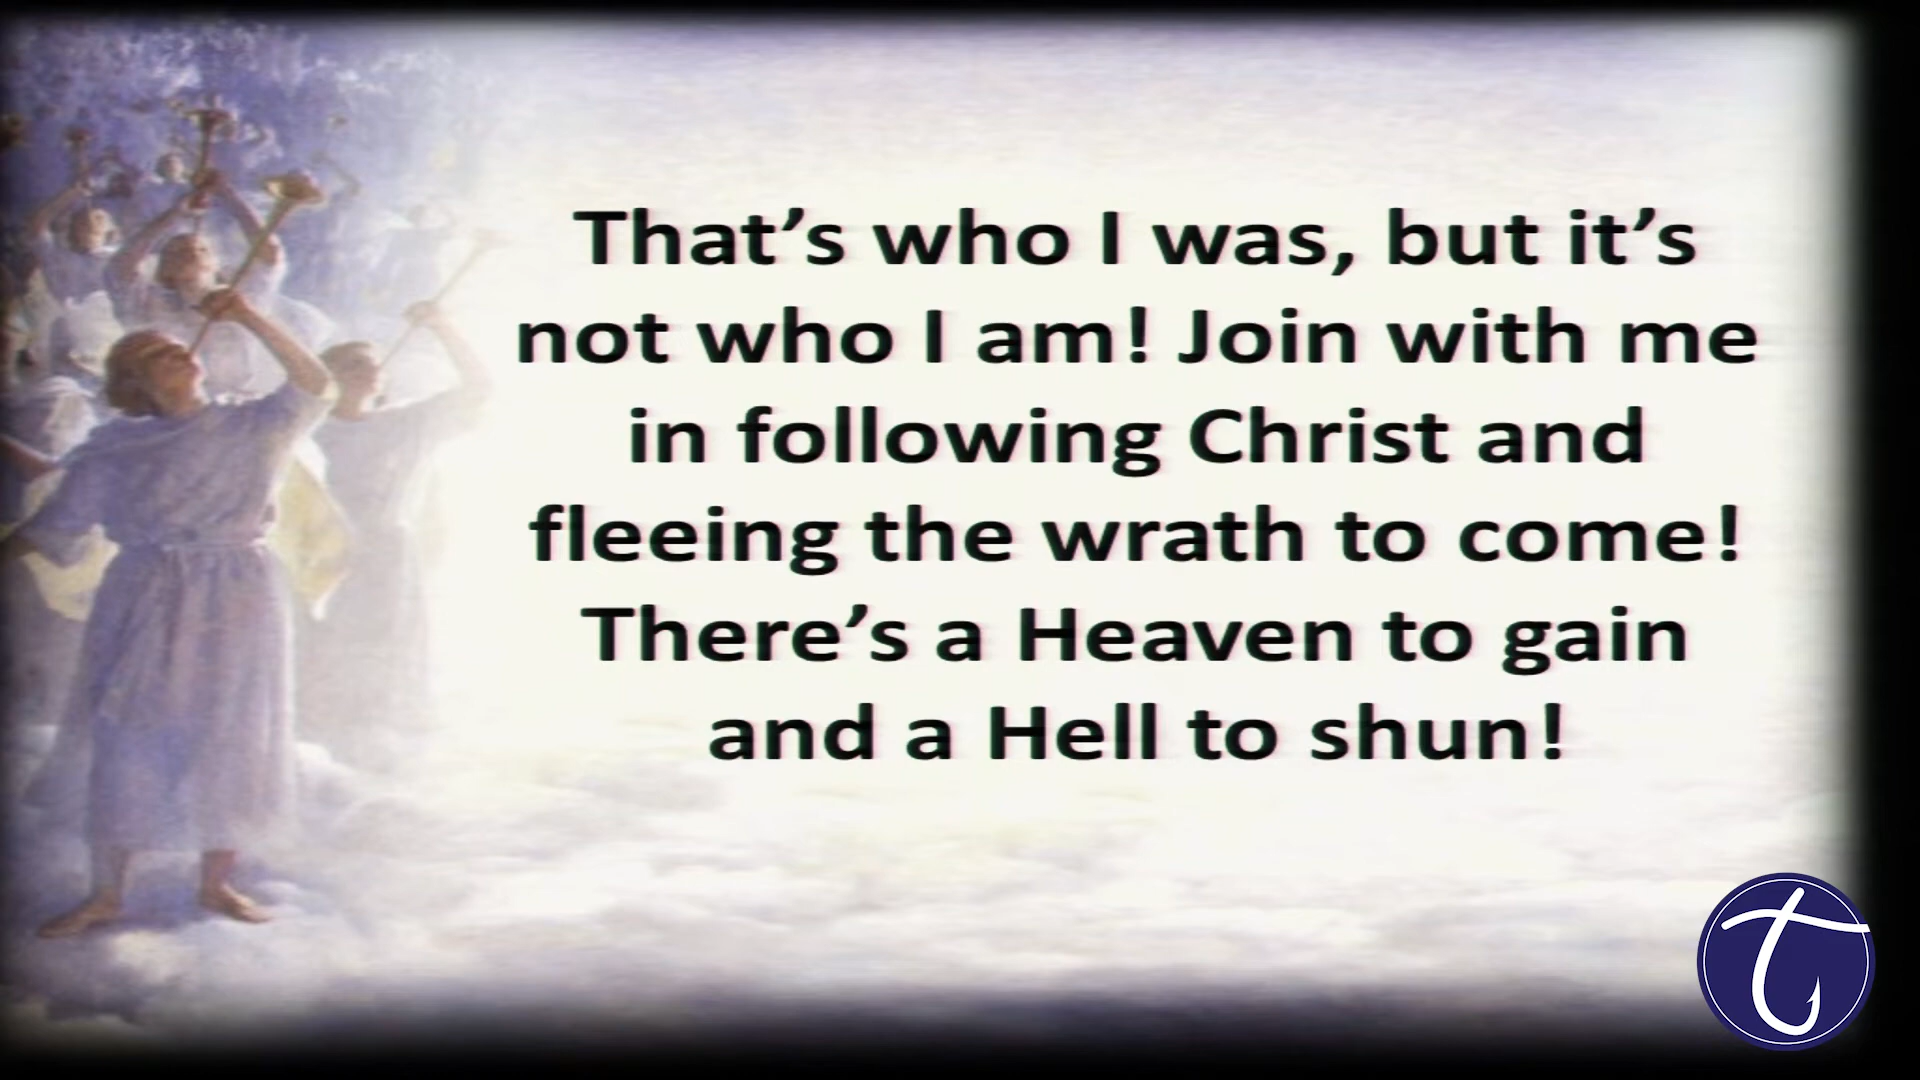 That’s who I was, but it’s
not who I am! Join with me
in following Christ and
fleeing the wrath to come!
There’s a Heaven to gain
and a Hell to shun!
t